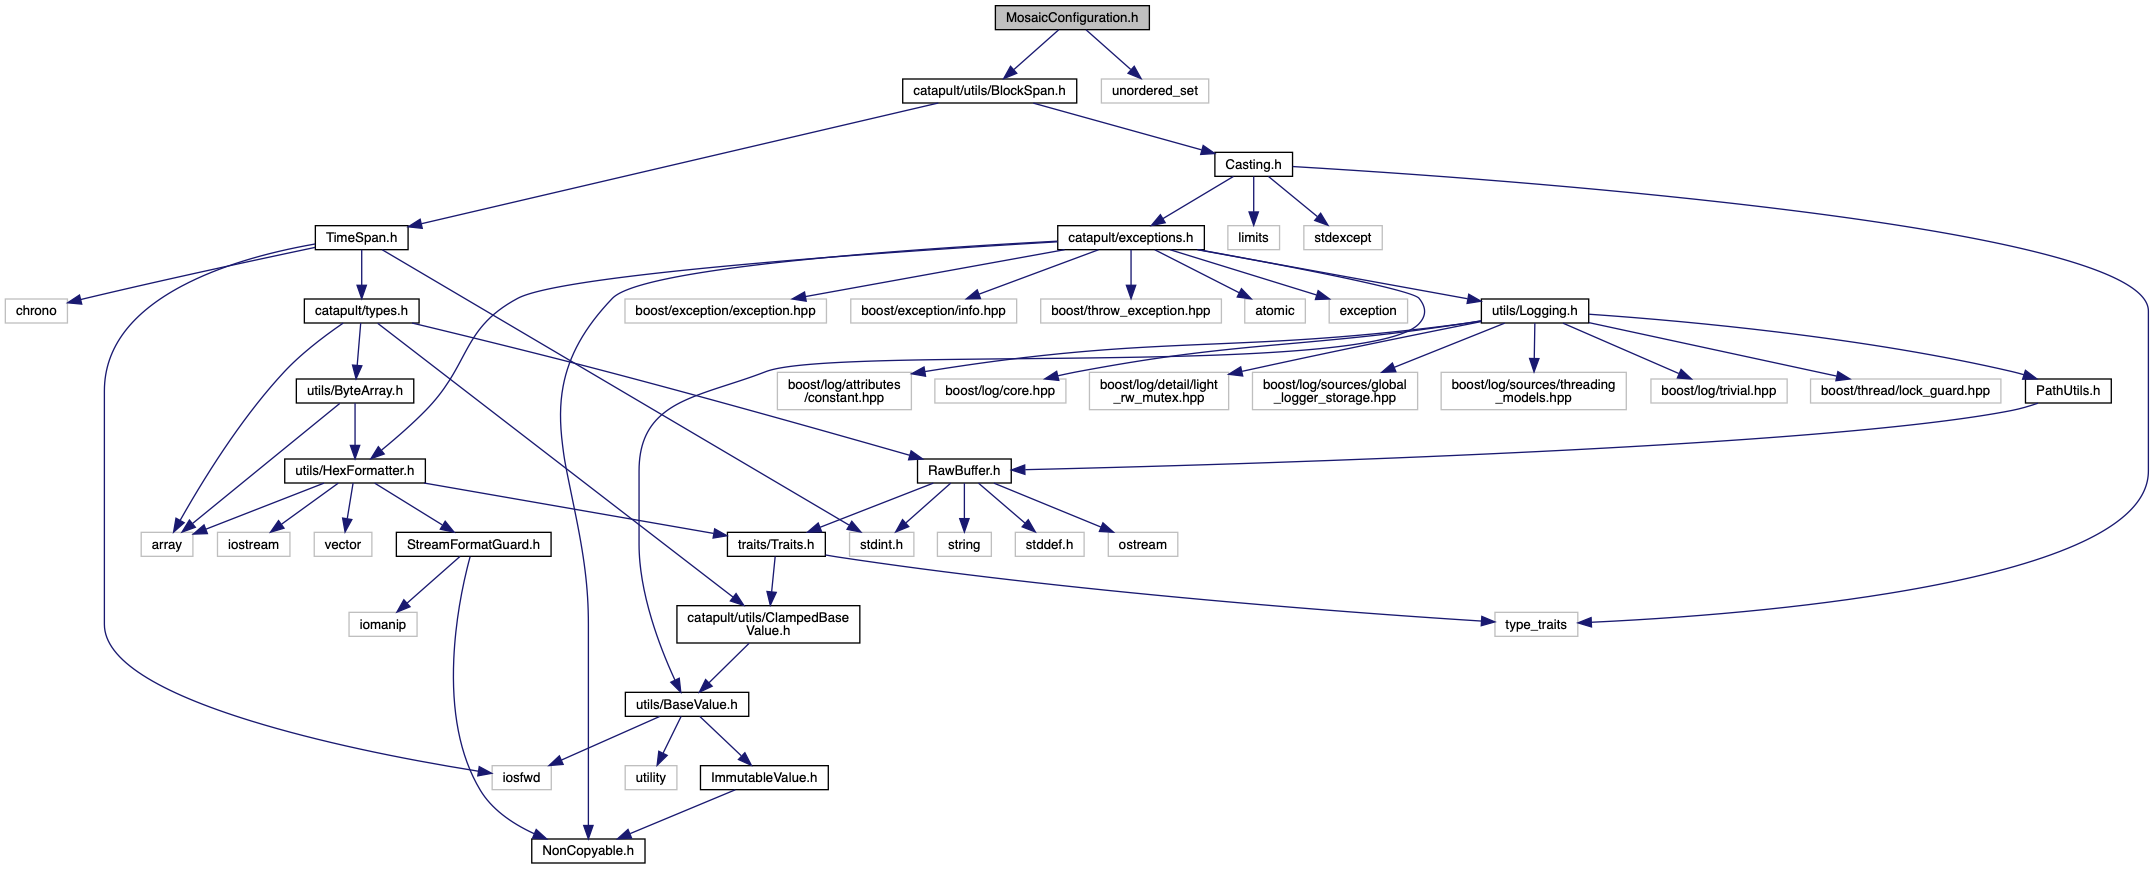 MosaicConfiguration.h
catapult/utils/BlockSpan.h
unordered_set
Casting.h
TimeSpan.h
catapult/exceptions.h
limits
stdexcept
chrono
catapult/types.h
boost/exception/exception.hpp
boost/exception/info.hpp
boost/throw_exception.hpp
atomic
exception
utils/Logging.h
utils/ByteArray.h
boost/log/attributes
/constant.hpp
boost/log/core.hpp
boost/log/detail/light
_rw_mutex.hpp
boost/log/sources/global
_logger_storage.hpp
boost/log/sources/threading
_models.hpp
boost/log/trivial.hpp
boost/thread/lock_guard.hpp
PathUtils.h
utils/HexFormatter.h
RawBuffer.h
array
iostream
vector
StreamFormatGuard.h
traits/Traits.h
stdint.h
string
stddef.h
ostream
iomanip
catapult/utils/ClampedBase
Value.h
type_traits
utils/BaseValue.h
iosfwd
utility
ImmutableValue.h
NonCopyable.h